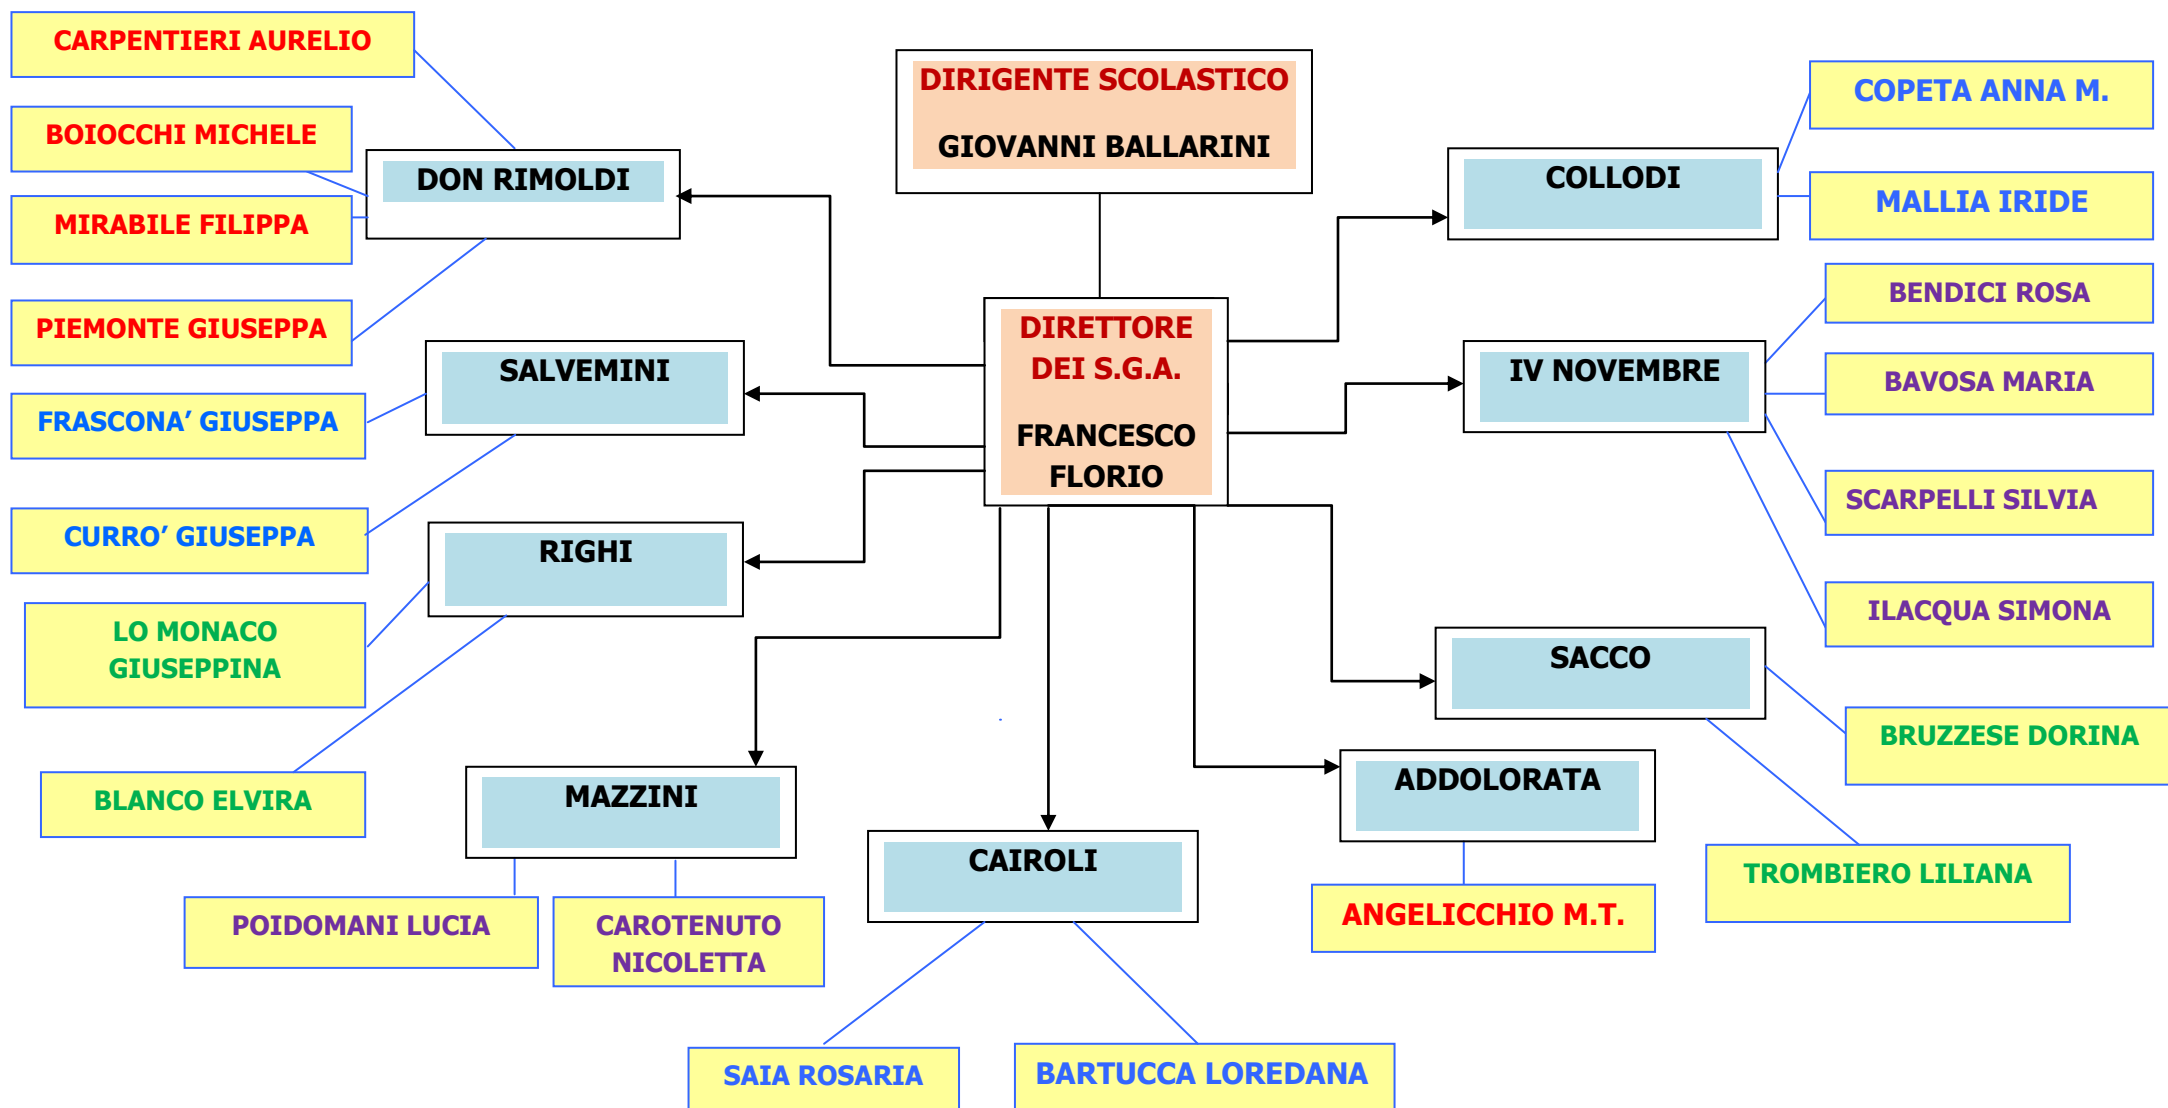 CARPENTIERI AURELIO
BOIOCCHI MICHELE
MIRABILE FILIPPA
PIEMONTE GIUSEPPA
DON RIMOLDI
DIRIGENTE SCOLASTICO
GIOVANNI BALLARINI
COLLODI
COPETA ANNA M.
MALLIA IRIDE
DIRETTORE
DEI S.G.A.
FRANCESCO
FLORIO
SALVEMINI
FRASCONA’ GIUSEPPA
CURRO’ GIUSEPPA
IV NOVEMBRE
BENDICI ROSA
BAVOSA MARIA
SCARPELLI SILVIA
ILACQUA SIMONA
RIGHI
LO MONACO
GIUSEPPINA
BLANCO ELVIRA
SACCO
BRUZZESE DORINA
TROMBIERO LILIANA
MAZZINI
POIDOMANI LUCIA
CAROTENUTO
NICOLETTA
CAIROLI
SAIA ROSARIA
BARTUCCA LOREDANA
ADDOLORATA
ANGELICCHIO M.T.